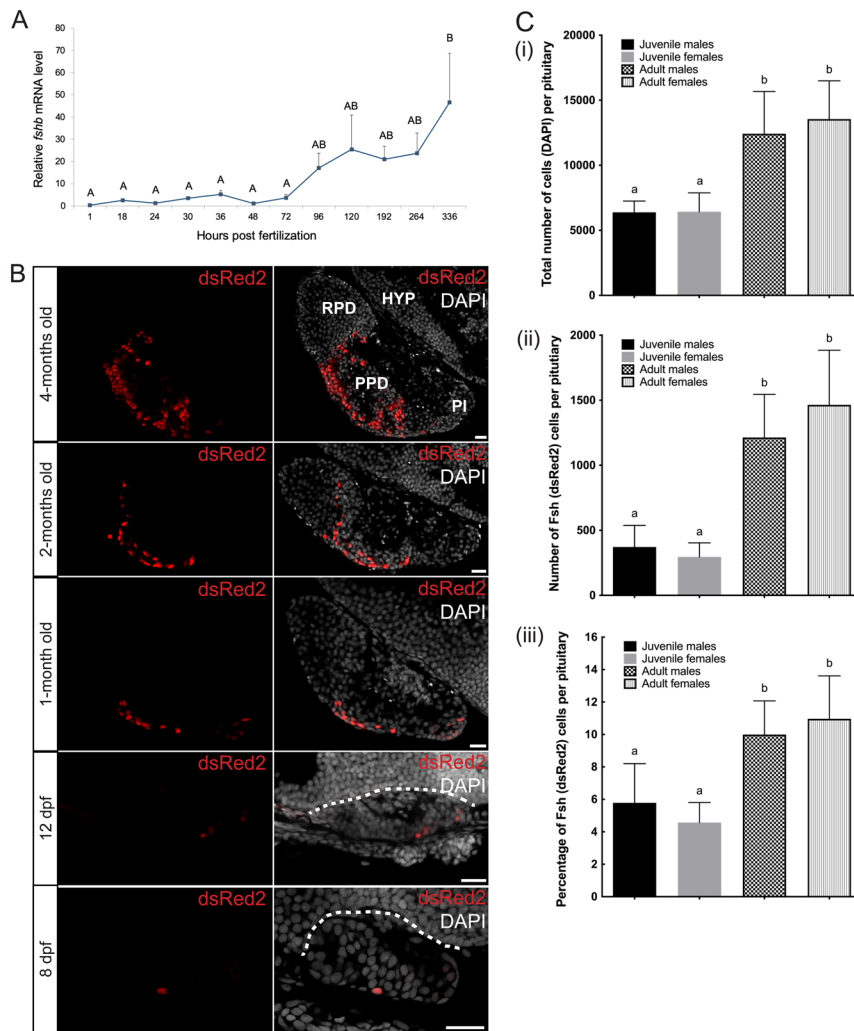 A
Relative fshb mRNA level
80
70
60
50
40
30
20
10
0
A
A
A
A
A
A
A
AB
AB
AB
AB
B
1
18
24
30
36
48
72
96
120
192
264
336
Hours post fertilization
B
4-months old
dsRed2
dsRed2
DAPI
RPD
HYP
PPD
PI
2-months old
dsRed2
dsRed2
DAPI
1-month old
dsRed2
dsRed2
DAPI
12 dpf
dsRed2
dsRed2
DAPI
8 dpf
dsRed2
dsRed2
DAPI
C
(i)
Total number of cells (DAPI) per pituitary
20000
15000
10000
5000
0
Juvenile males
Juvenile females
Adult males
Adult females
a
a
b
b
(ii)
Number of Fsh (dsRed2) cells per pitutiary
2000
1500
1000
500
0
Juvenile males
Juvenile females
Adult males
Adult females
a
a
b
b
(iii)
Percentage of Fsh (dsRed2) cells per pituitary
16
14
12
10
8
6
4
2
0
Juvenile males
Juvenile females
Adult males
Adult females
a
a
b
b